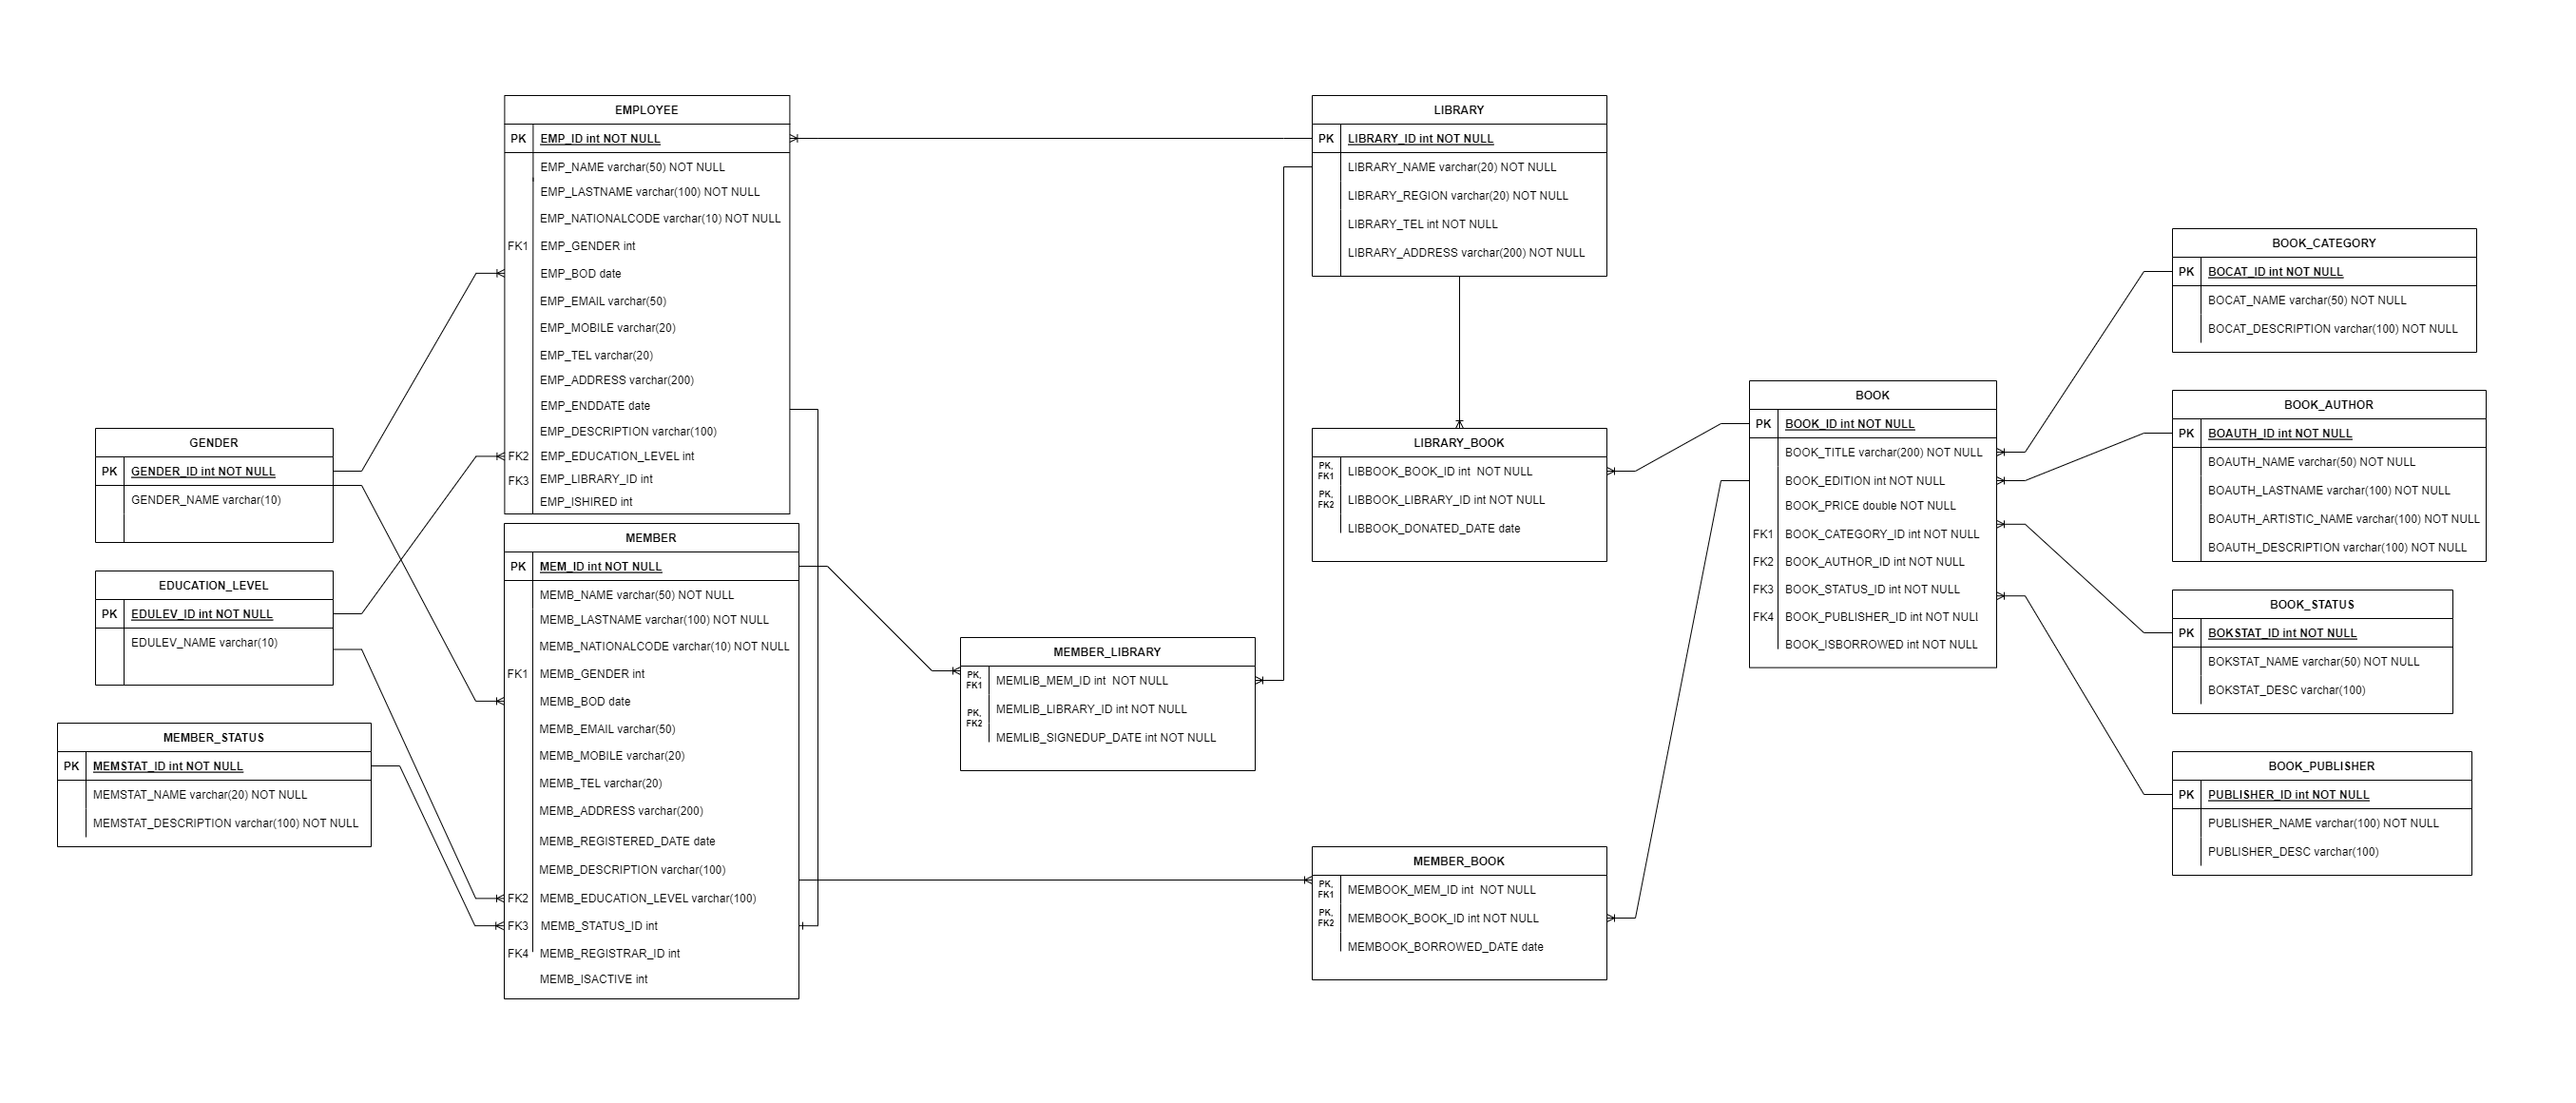 EMPLOYEE
PK EMP_ID int NOT NULL
EMP_NAME varchar(50) NOT NULL
EMP_LASTNAME varchar(100) NOT NULL
EMP_NATIONALCODE varchar(10) NOT NULL
FK1 EMP_GENDER int
EMP_BOD date
EMP_EMAIL varchar(50)
EMP_MOBILE varchar(20)
EMP_TEL varchar(20)
EMP_ADDRESS varchar(200)
EMP_ENDDATE date
EMP_DESCRIPTION varchar(100)
FK2 EMP_EDUCATION_LEVEL int
FK3 EMP_LIBRARY_ID int
EMP_ISHIRED int
LIBRARY
PK LIBRARY_ID int NOT NULL
LIBRARY_NAME varchar(20) NOT NULL
LIBRARY_REGION varchar(20) NOT NULL
LIBRARY_TEL int NOT NULL
LIBRARY_ADDRESS varchar(200) NOT NULL
BOOK_CATEGORY
PK BOCAT_ID int NOT NULL
BOCAT_NAME varchar(50) NOT NULL
BOCAT_DESCRIPTION varchar(100) NOT NULL
BOOK
PK BOOK_ID int NOT NULL
BOOK_TITLE varchar(200) NOT NULL
BOOK_EDITION int NOT NULL
BOOK_PRICE double NOT NULL
FK1 BOOK_CATEGORY_ID int NOT NULL
FK2 BOOK_AUTHOR_ID int NOT NULL
FK3 BOOK_STATUS_ID int NOT NULL
FK4 BOOK_PUBLISHER_ID int NOT NULL
BOOK_ISBORROWED int NOT NULL
BOOK_AUTHOR
PK BOAUTH_ID int NOT NULL
BOAUTH_NAME varchar(50) NOT NULL
BOAUTH_LASTNAME varchar(100) NOT NULL
BOAUTH_ARTISTIC_NAME varchar(100) NOT NULL
BOAUTH_DESCRIPTION varchar(100) NOT NULL
GENDER
PK GENDER_ID int NOT NULL
GENDER_NAME varchar(10)
LIBRARY_BOOK
PK,
FK1 LIBBOOK_BOOK_ID int NOT NULL
PK,
FK2 LIBBOOK_LIBRARY_ID int NOT NULL
LIBBOOK_DONATED_DATE date
MEMBER
PK MEM_ID int NOT NULL
MEMB_NAME varchar(50) NOT NULL
MEMB_LASTNAME varchar(100) NOT NULL
MEMB_NATIONALCODE varchar(10) NOT NULL
FK1 MEMB_GENDER int
MEMB_BOD date
MEMB_EMAIL varchar(50)
MEMB_MOBILE varchar(20)
MEMB_TEL varchar(20)
MEMB_ADDRESS varchar(200)
MEMB_REGISTERED_DATE date
MEMB_DESCRIPTION varchar(100)
FK2 MEMB_EDUCATION_LEVEL varchar(100)
FK3 MEMB_STATUS_ID int
FK4 MEMB_REGISTRAR_ID int
MEMB_ISACTIVE int
EDUCATION_LEVEL
PK EDULEV_ID int NOT NULL
EDULEV_NAME varchar(10)
BOOK_STATUS
PK BOKSTAT_ID int NOT NULL
BOKSTAT_NAME varchar(50) NOT NULL
BOKSTAT_DESC varchar(100)
MEMBER_LIBRARY
PK,
FK1 MEMLIB_MEM_ID int NOT NULL
PK,
FK2 MEMLIB_LIBRARY_ID int NOT NULL
MEMLIB_SIGNEDUP_DATE int NOT NULL
MEMBER_STATUS
PK MEMSTAT_ID int NOT NULL
MEMSTAT_NAME varchar(20) NOT NULL
MEMSTAT_DESCRIPTION varchar(100) NOT NULL
BOOK_PUBLISHER
PK PUBLISHER_ID int NOT NULL
PUBLISHER_NAME varchar(100) NOT NULL
PUBLISHER_DESC varchar(100)
MEMBER_BOOK
PK,
FK1 MEMBOOK_MEM_ID int NOT NULL
PK,
FK2 MEMBOOK_BOOK_ID int NOT NULL
MEMBOOK_BORROWED_DATE date